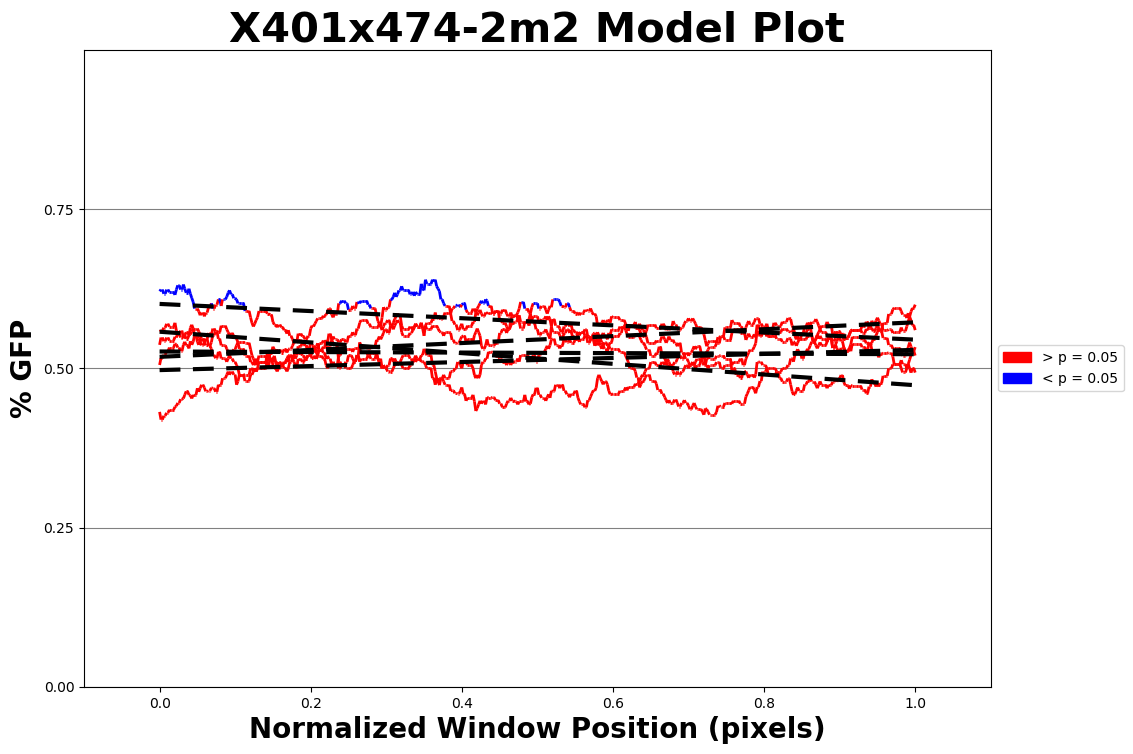 X401x474-2m2 Model Plot
% GFP
0.75
0.50
0.25
0.00
0.0 0.2 0.4 0.6 0.8 1.0
Normalized Window Position (pixels)
> p = 0.05
< p = 0.05